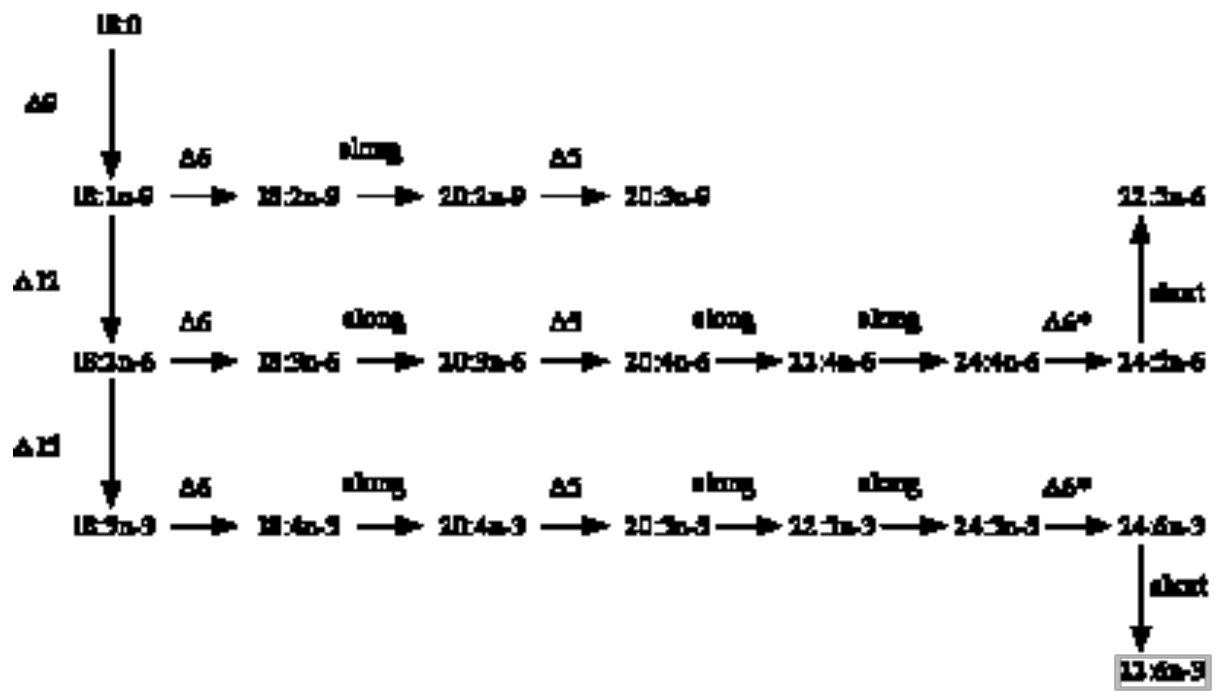 18:0
Δ9
Δ6 elong Δ5
18:1n-9 18:2n-9 20:2n-9 20:3n-9 22:5n-6
Δ12 short
Δ6 elong Δ5 elong elong Δ6*
18:2n-6 18:3n-6 20:3n-6 20:4n-6 22:4n-6 24:4n-6 24:5n-6
Δ15
Δ6 elong Δ5 elong elong Δ6*
18:3n-3 18:4n-3 20:4n-3 20:5n-3 22:5n-3 24:5n-3 24:6n-3
short
22:6n-3